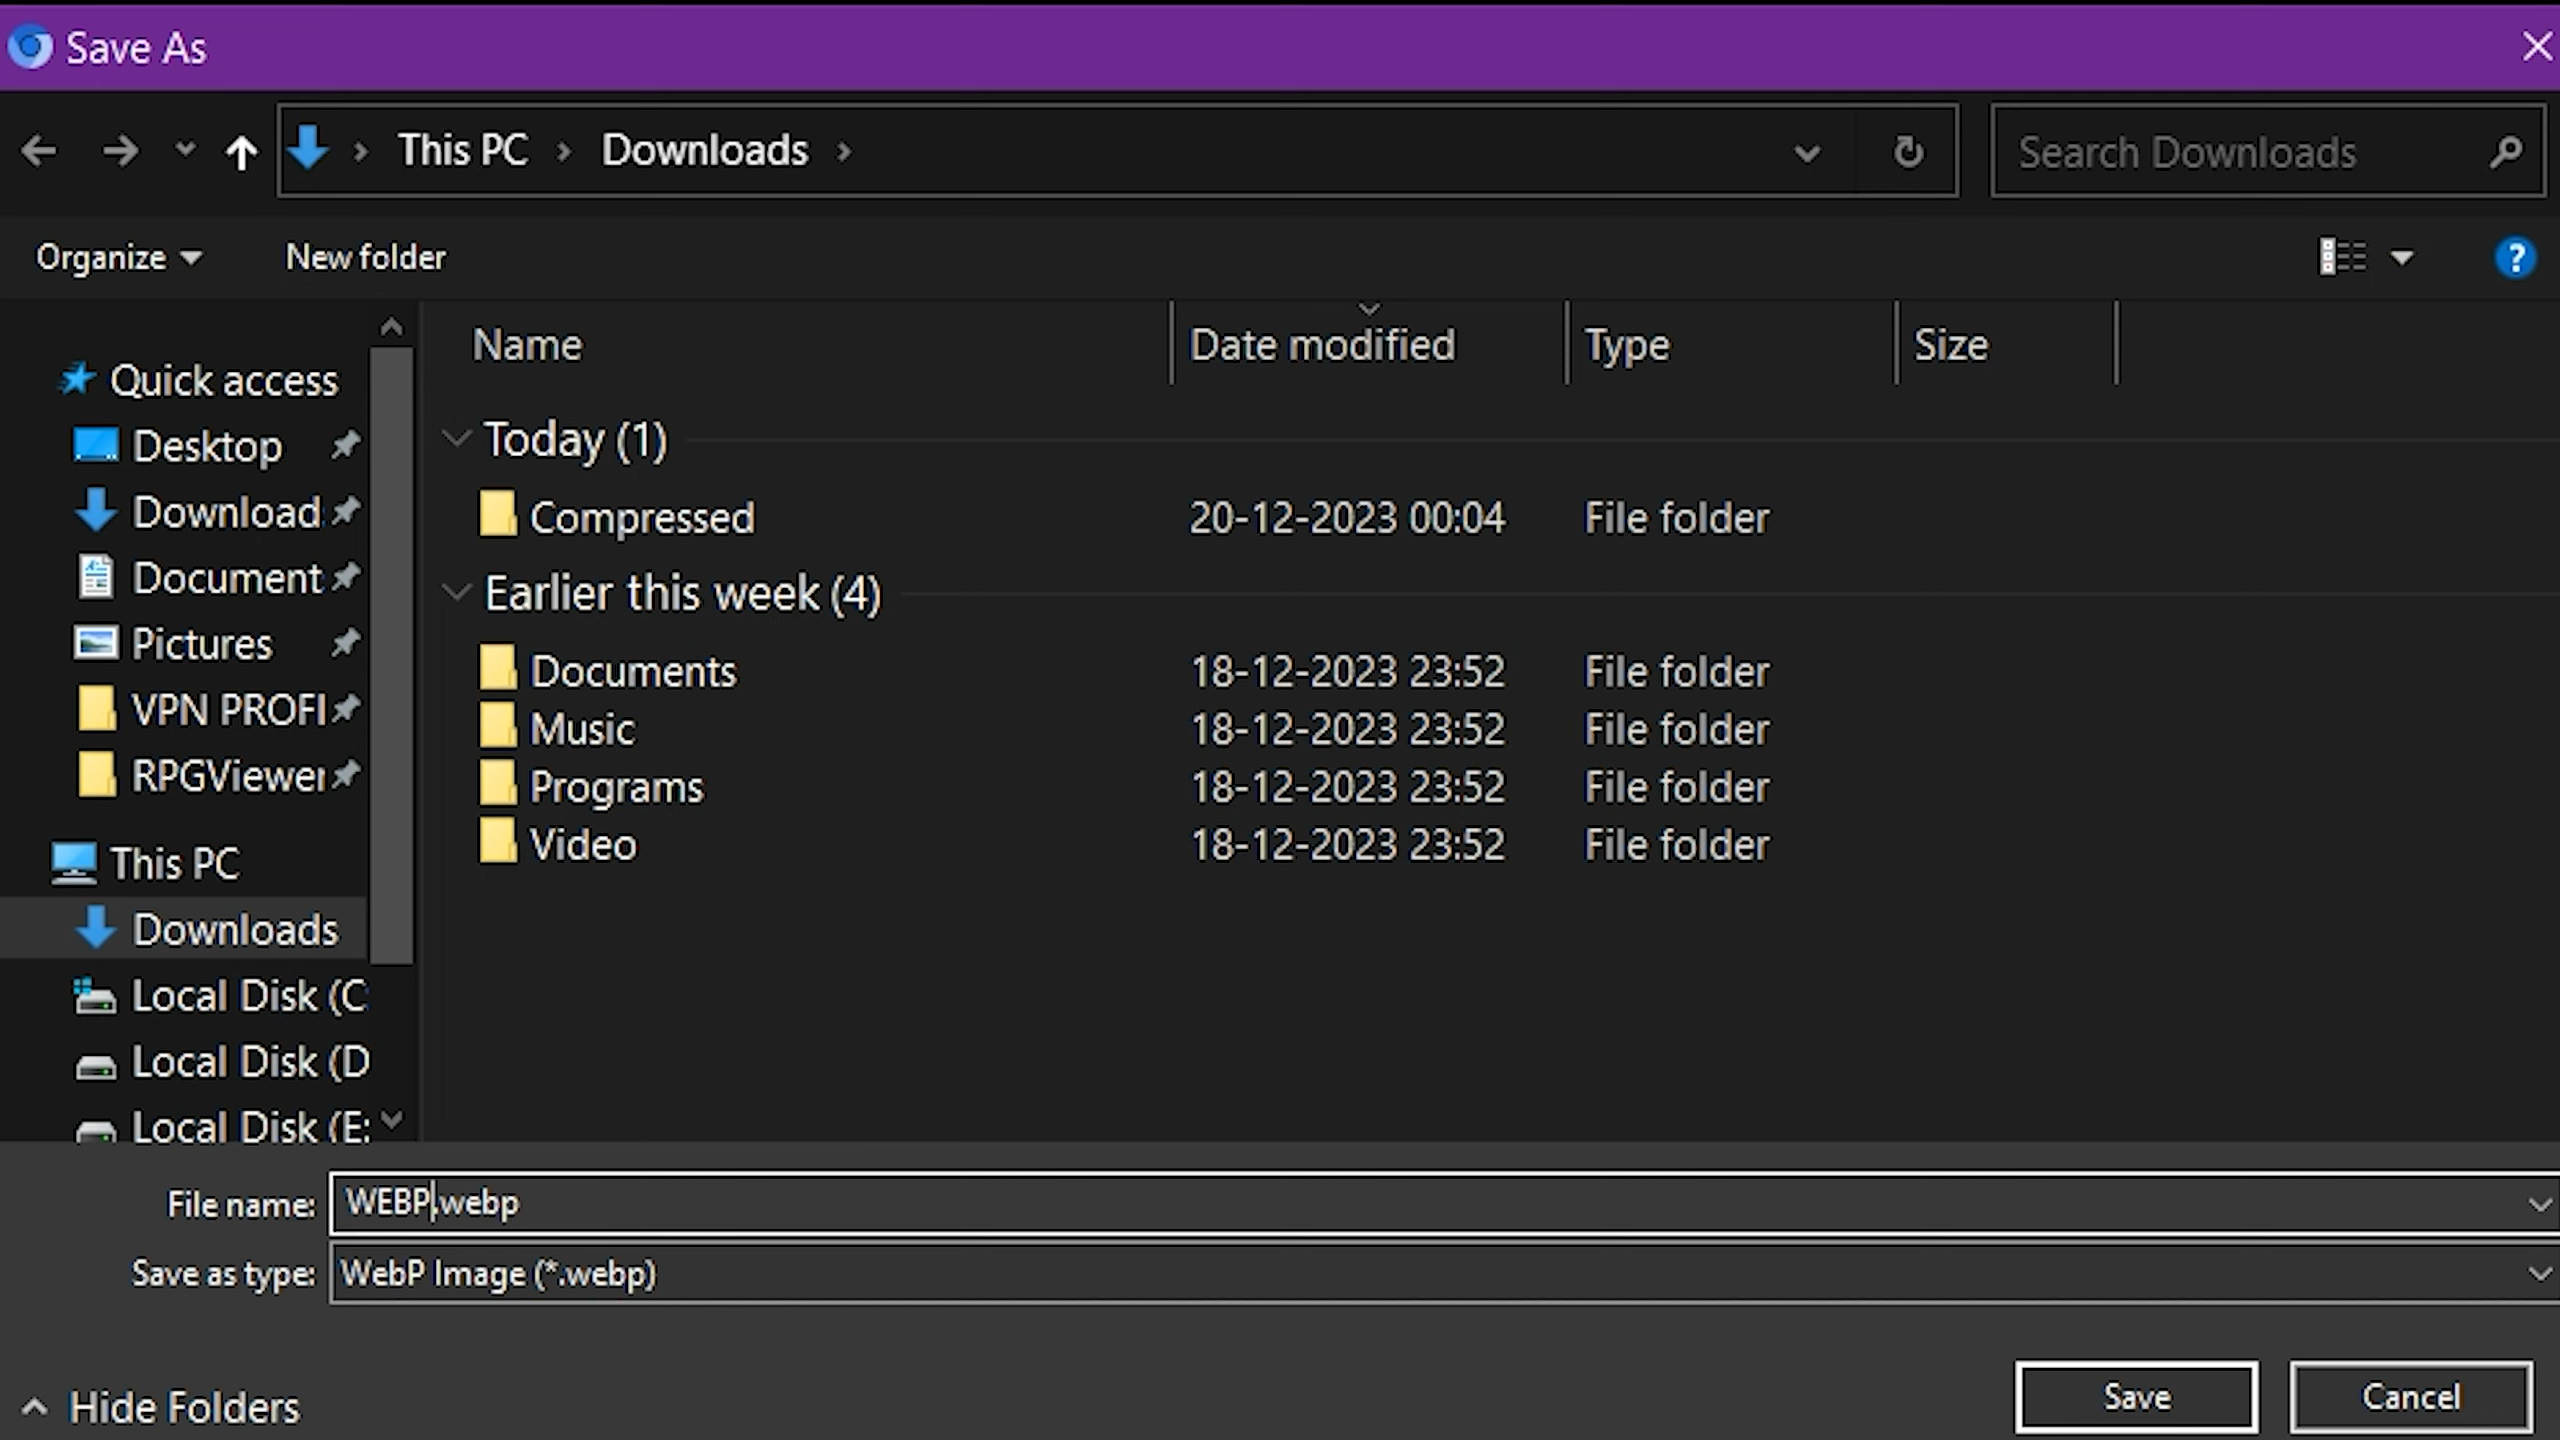 Save As
This PC > Downloads >
Search Downloads
Organize
New folder
?
Name
Date modified
Type
Size
Quick access
Desktop
Download
Document
Pictures
VPN PROFI
RPGViewer
This PC
Downloads
Local Disk (C
Local Disk (D
Local Disk (E:
Today (1)
Compressed 20-12-2023 00:04 File folder
Earlier this week (4)
Documents 18-12-2023 23:52 File folder
Music 18-12-2023 23:52 File folder
Programs 18-12-2023 23:52 File folder
Video 18-12-2023 23:52 File folder
File name: WEBP.webp
Save as type: WebP Image (*.webp)
Hide Folders
Save
Cancel